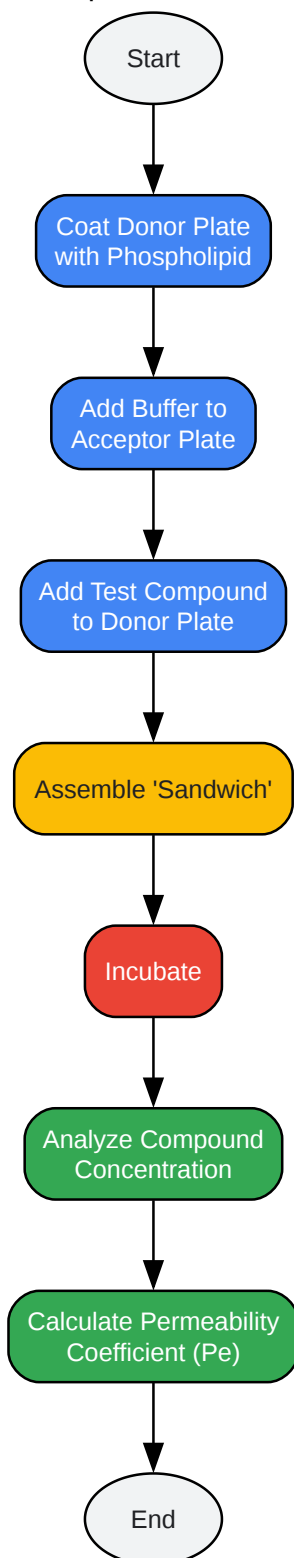 Start
Coat Donor Plate
with Phospholipid
Add Buffer to
Acceptor Plate
Add Test Compound
to Donor Plate
Assemble 'Sandwich'
Incubate
Analyze Compound
Concentration
Calculate Permeability
Coefficient (Pe)
End